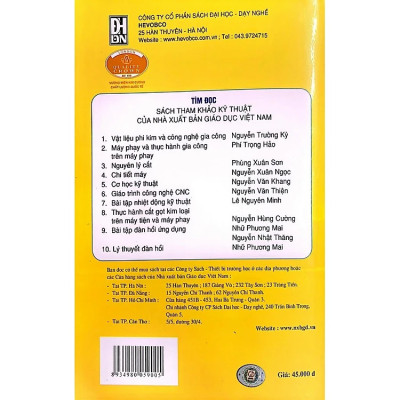 ĐH
DN
CÔNG TY CỔ PHẦN SÁCH ĐẠI HỌC - DẠY NGHỀ
HEVOBCO
25 HÀN THUYÊN - HÀ NỘI
Website : www.hevobco.com.vn ; Tel : 043.9724715
TÌM ĐỌC
SÁCH THAM KHẢO KỸ THUẬT
CỦA NHÀ XUẤT BẢN GIÁO DỤC VIỆT NAM
1. Vật liệu phi kim và công nghệ gia công Nguyễn Trường Kỳ
2. Máy phay và thực hành gia công Phí Trọng Hảo
trên máy phay
3. Nguyên lý cắt Phùng Xuân Sơn
4. Chi tiết máy Nguyễn Xuân Ngọc
5. Cơ học kỹ thuật Nguyễn Văn Khang
6. Giáo trình công nghệ CNC Nguyễn Văn Thiện
7. Bài tập nhiệt động kỹ thuật Lê Nguyên Minh
8. Thực hành cắt gọt kim loại
trên máy tiện và máy phay Nguyễn Hùng Cường
9. Bài tập đàn hồi ứng dụng Nhữ Phương Mai
Nguyễn Nhật Thăng
10. Lý thuyết đàn hồi Nhữ Phương Mai
Bạn đọc có thể mua sách tại các Công ty Sách - Thiết bị trường học ở các địa phương hoặc
các Cửa hàng sách của Nhà xuất bản Giáo dục Việt Nam :
- Tại TP. Hà Nội : 25 Hàn Thuyên ; 187 Giảng Võ ; 232 Tây Sơn ; 23 Tràng Tiền.
- Tại TP. Đà Nẵng : 15 Nguyễn Chí Thanh ; 62 Nguyễn Chí Thanh.
- Tại TP. Hồ Chí Minh : Cửa hàng 451B - 453, Hai Bà Trưng - Quận 3.
Chi nhánh Công ty CP Sách Đại học - Dạy nghề, 240 Trần Bình Trọng,
Quận 5.
- Tại TP. Cần Thơ : 5/5, đường 30/4.
Website : www.nxbgd.vn
8934980059005
Giá: 45.000 đ